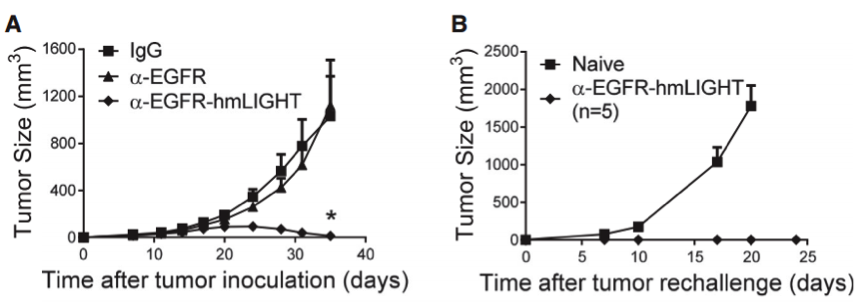 A
Tumor Size (mm³)
1600
1200
800
400
0
0
10
20
30
40
IgG
α-EGFR
α-EGFR-hmLIGHT
*
Time after tumor inoculation (days)
B
Tumor Size (mm³)
2500
2000
1500
1000
500
0
0
5
10
15
20
25
Naive
α-EGFR-hmLIGHT
(n=5)
Time after tumor rechallenge (days)